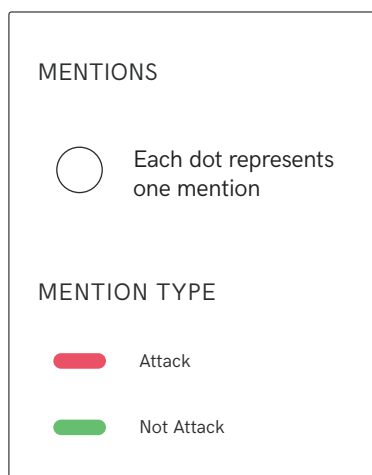 MENTIONS
Each dot represents
one mention
MENTION TYPE
Attack
Not Attack